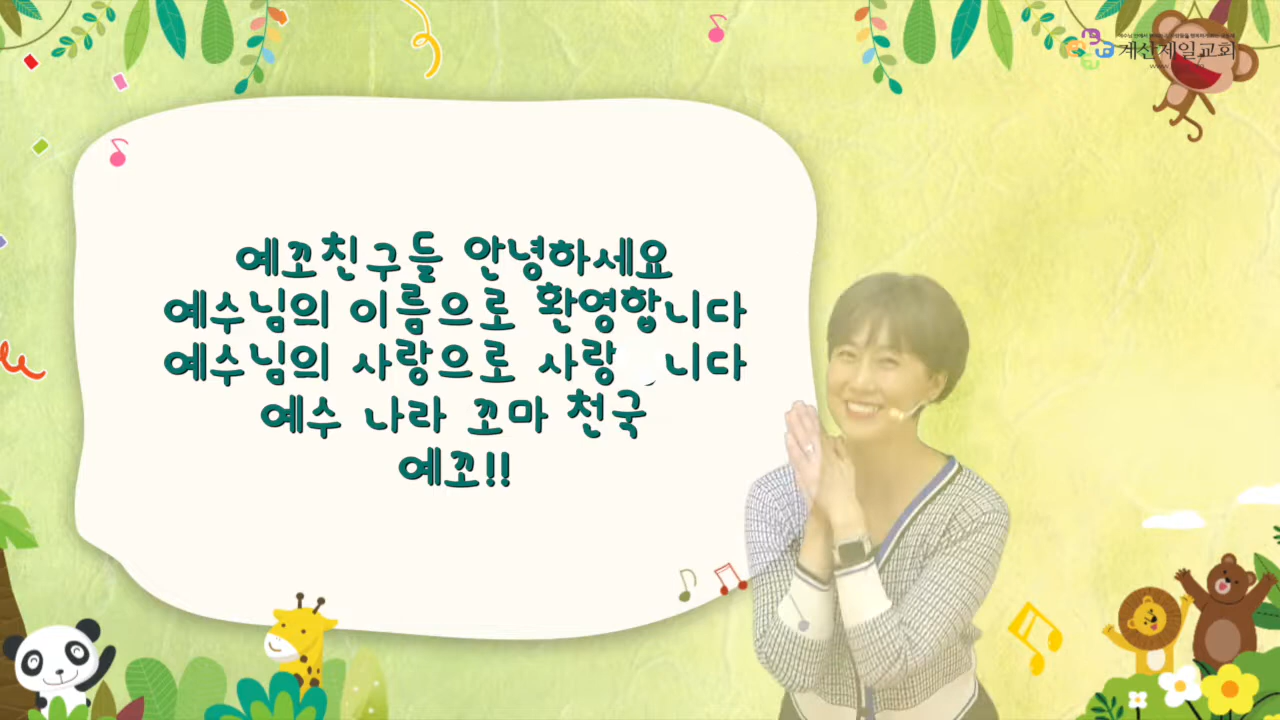 계산제일교회
예꼬친구들 안녕하세요
예수님의 이름으로 환영합니다
예수님의 사랑으로 사랑 니다
예수 나라 꼬마 천국
예꼬!!